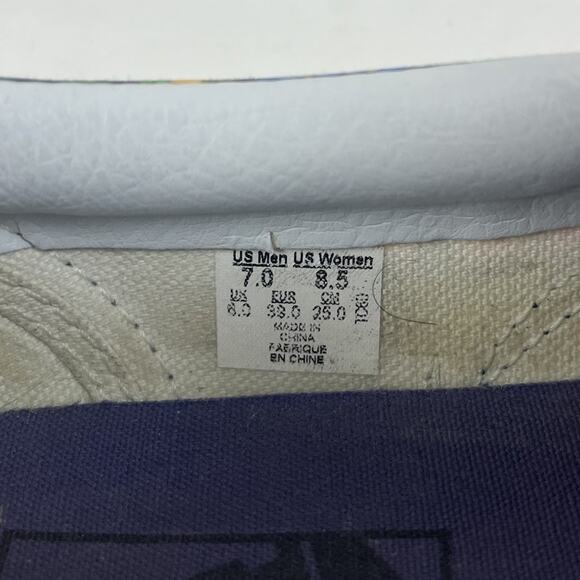 US Men US Women
7.0 8.5
UK EUR CM
6.0 39.0 25.0
MADE IN
CHINA
FABRIQUE
EN CHINE